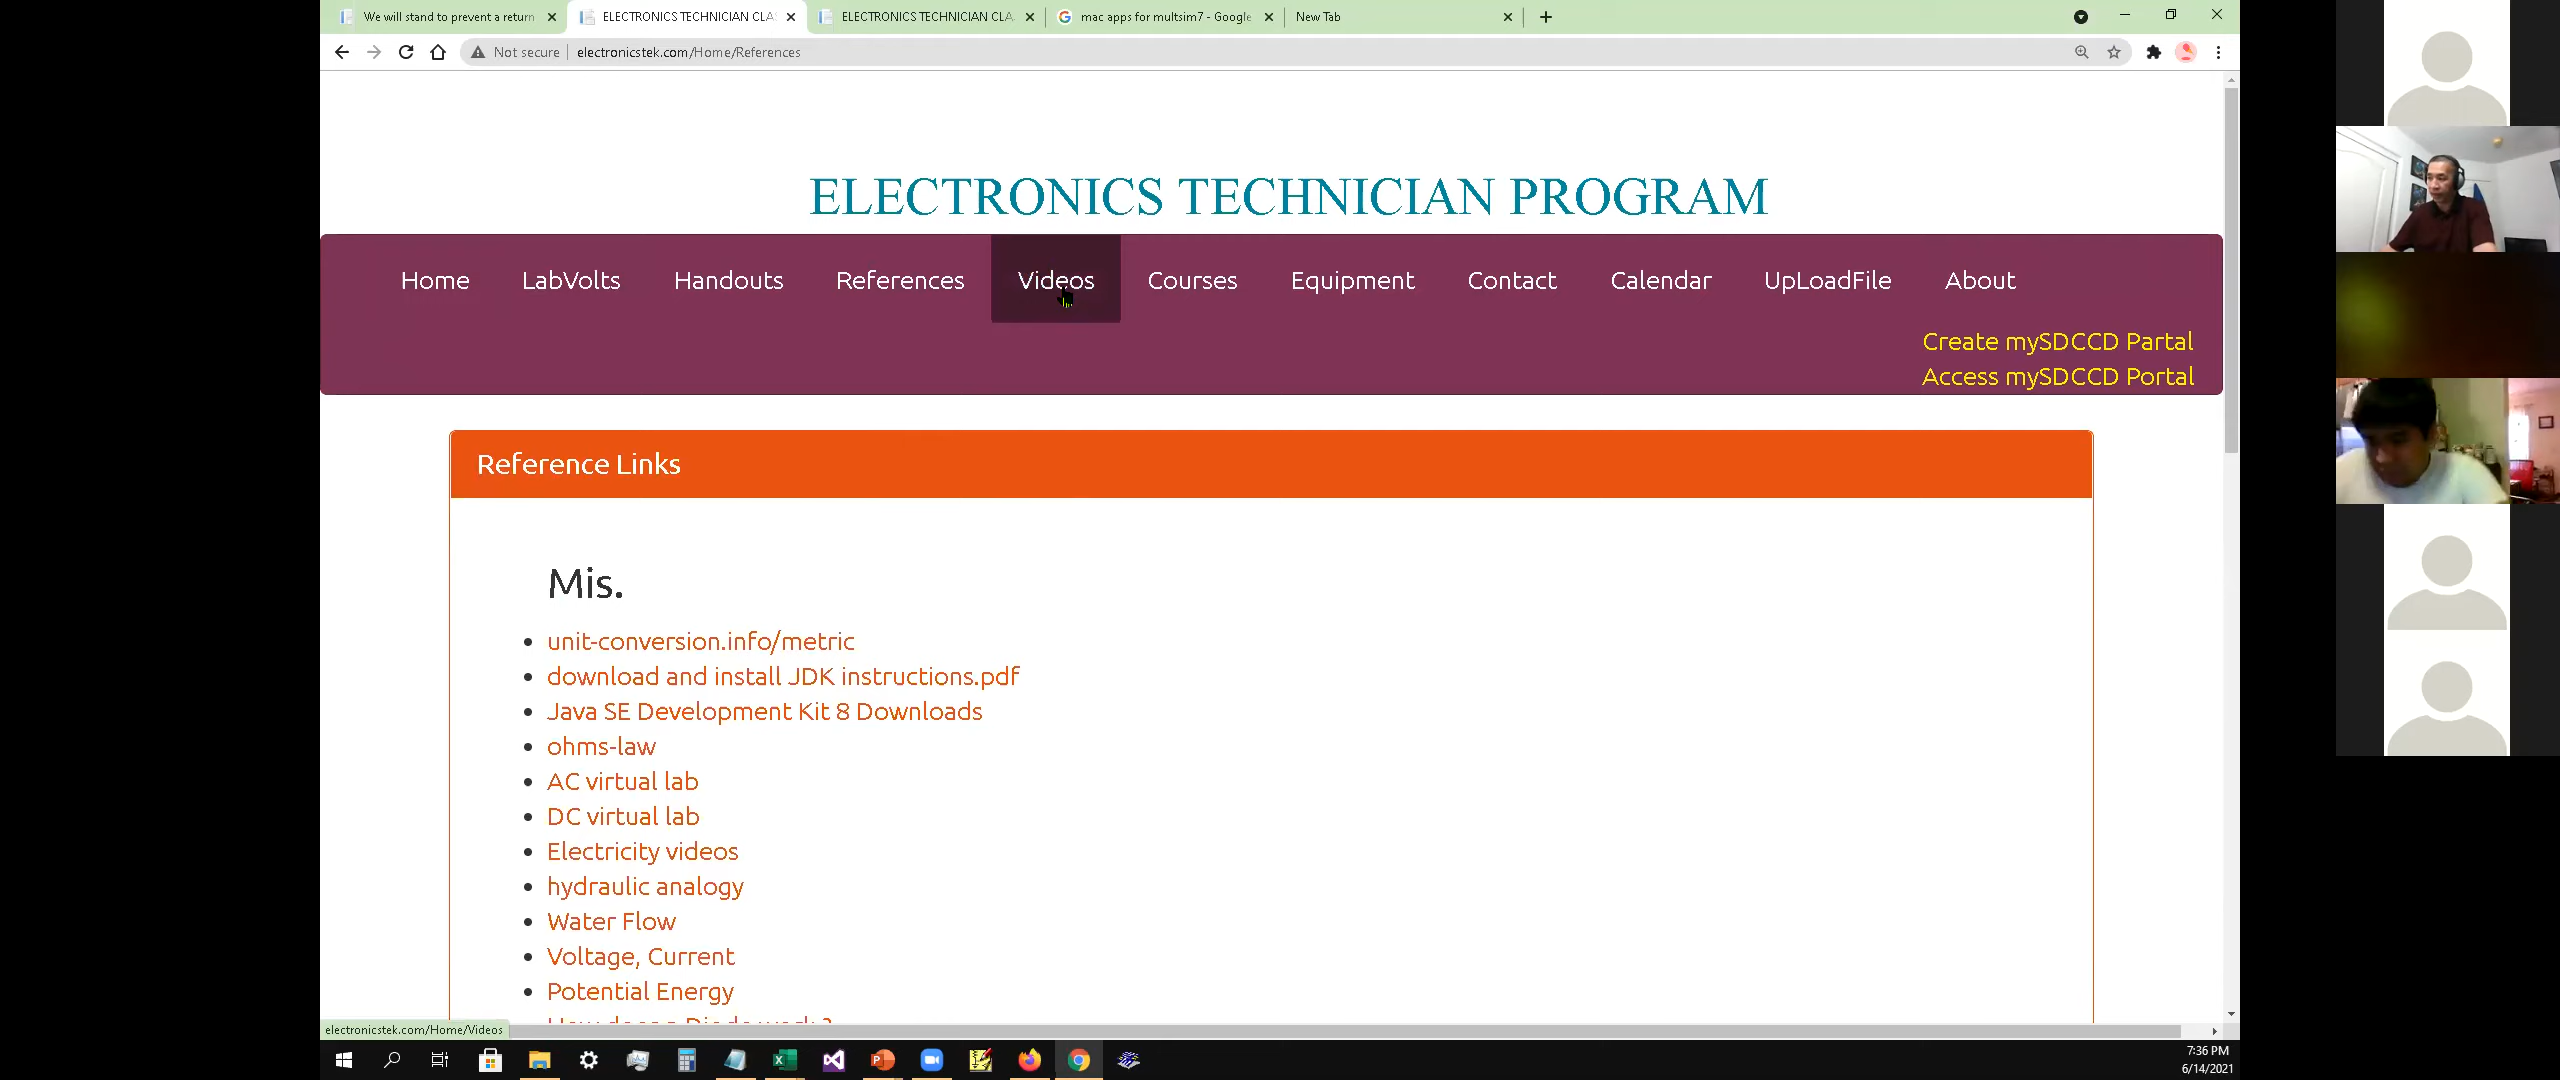 We will stand to prevent a return
ELECTRONICS TECHNICIAN CLA
ELECTRONICS TECHNICIAN CLA
mac apps for multsim7 - Google
New Tab
Not secure
electronicstek.com/Home/References
ELECTRONICS TECHNICIAN PROGRAM
Home
LabVolts
Handouts
References
Videos
Courses
Equipment
Contact
Calendar
UpLoadFile
About
Create mySDCCD Partal
Access mySDCCD Portal
Reference Links
Mis.
unit-conversion.info/metric
download and install JDK instructions.pdf
Java SE Development Kit 8 Downloads
ohms-law
AC virtual lab
DC virtual lab
Electricity videos
hydraulic analogy
Water Flow
Voltage, Current
Potential Energy
How does a Diode work ?
electronicstek.com/Home/Videos
7:36 PM
6/14/2021